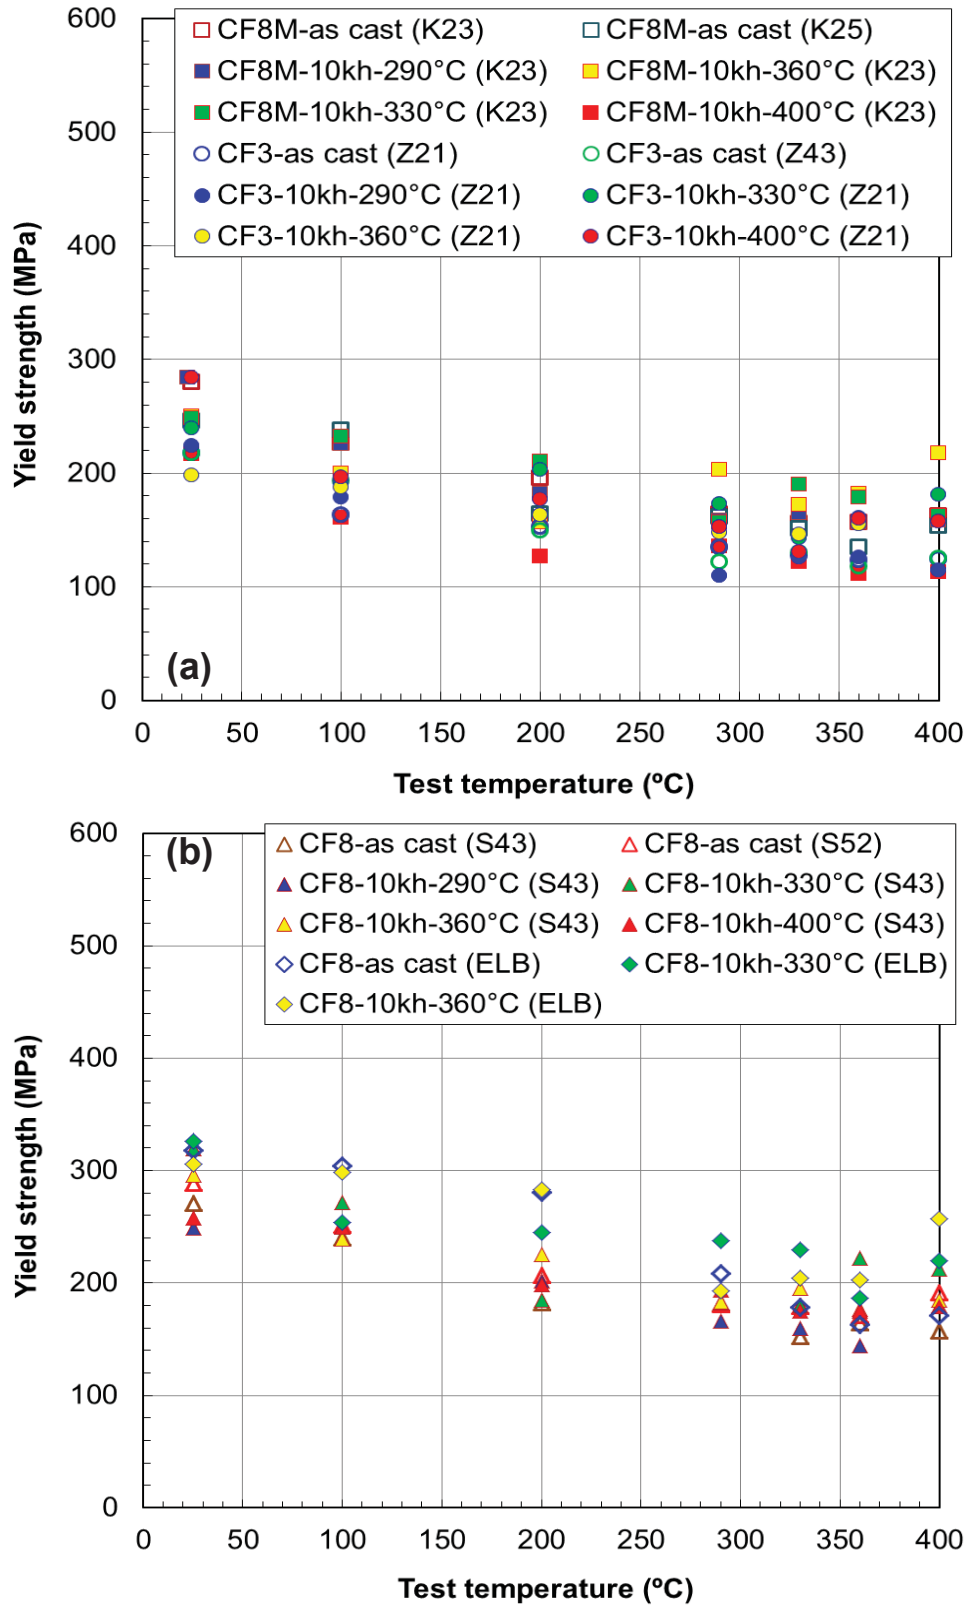 600
CF8M-as cast (K23) CF8M-as cast (K25)
CF8M-10kh-290°C (K23) CF8M-10kh-360°C (K23)
500
CF8M-10kh-330°C (K23) CF8M-10kh-400°C (K23)
CF3-as cast (Z21) CF3-as cast (Z43)
CF3-10kh-290°C (Z21) CF3-10kh-330°C (Z21)
400
CF3-10kh-360°C (Z21) CF3-10kh-400°C (Z21)
Yield strength (MPa)
300
200
100
(a)
0
0 50 100 150 200 250 300 350 400
Test temperature (ºC)
600
(b)
CF8-as cast (S43) CF8-as cast (S52)
CF8-10kh-290°C (S43) CF8-10kh-330°C (S43)
CF8-10kh-360°C (S43) CF8-10kh-400°C (S43)
500
CF8-as cast (ELB) CF8-10kh-330°C (ELB)
CF8-10kh-360°C (ELB)
400
Yield strength (MPa)
300
200
100
0
0 50 100 150 200 250 300 350 400
Test temperature (ºC)